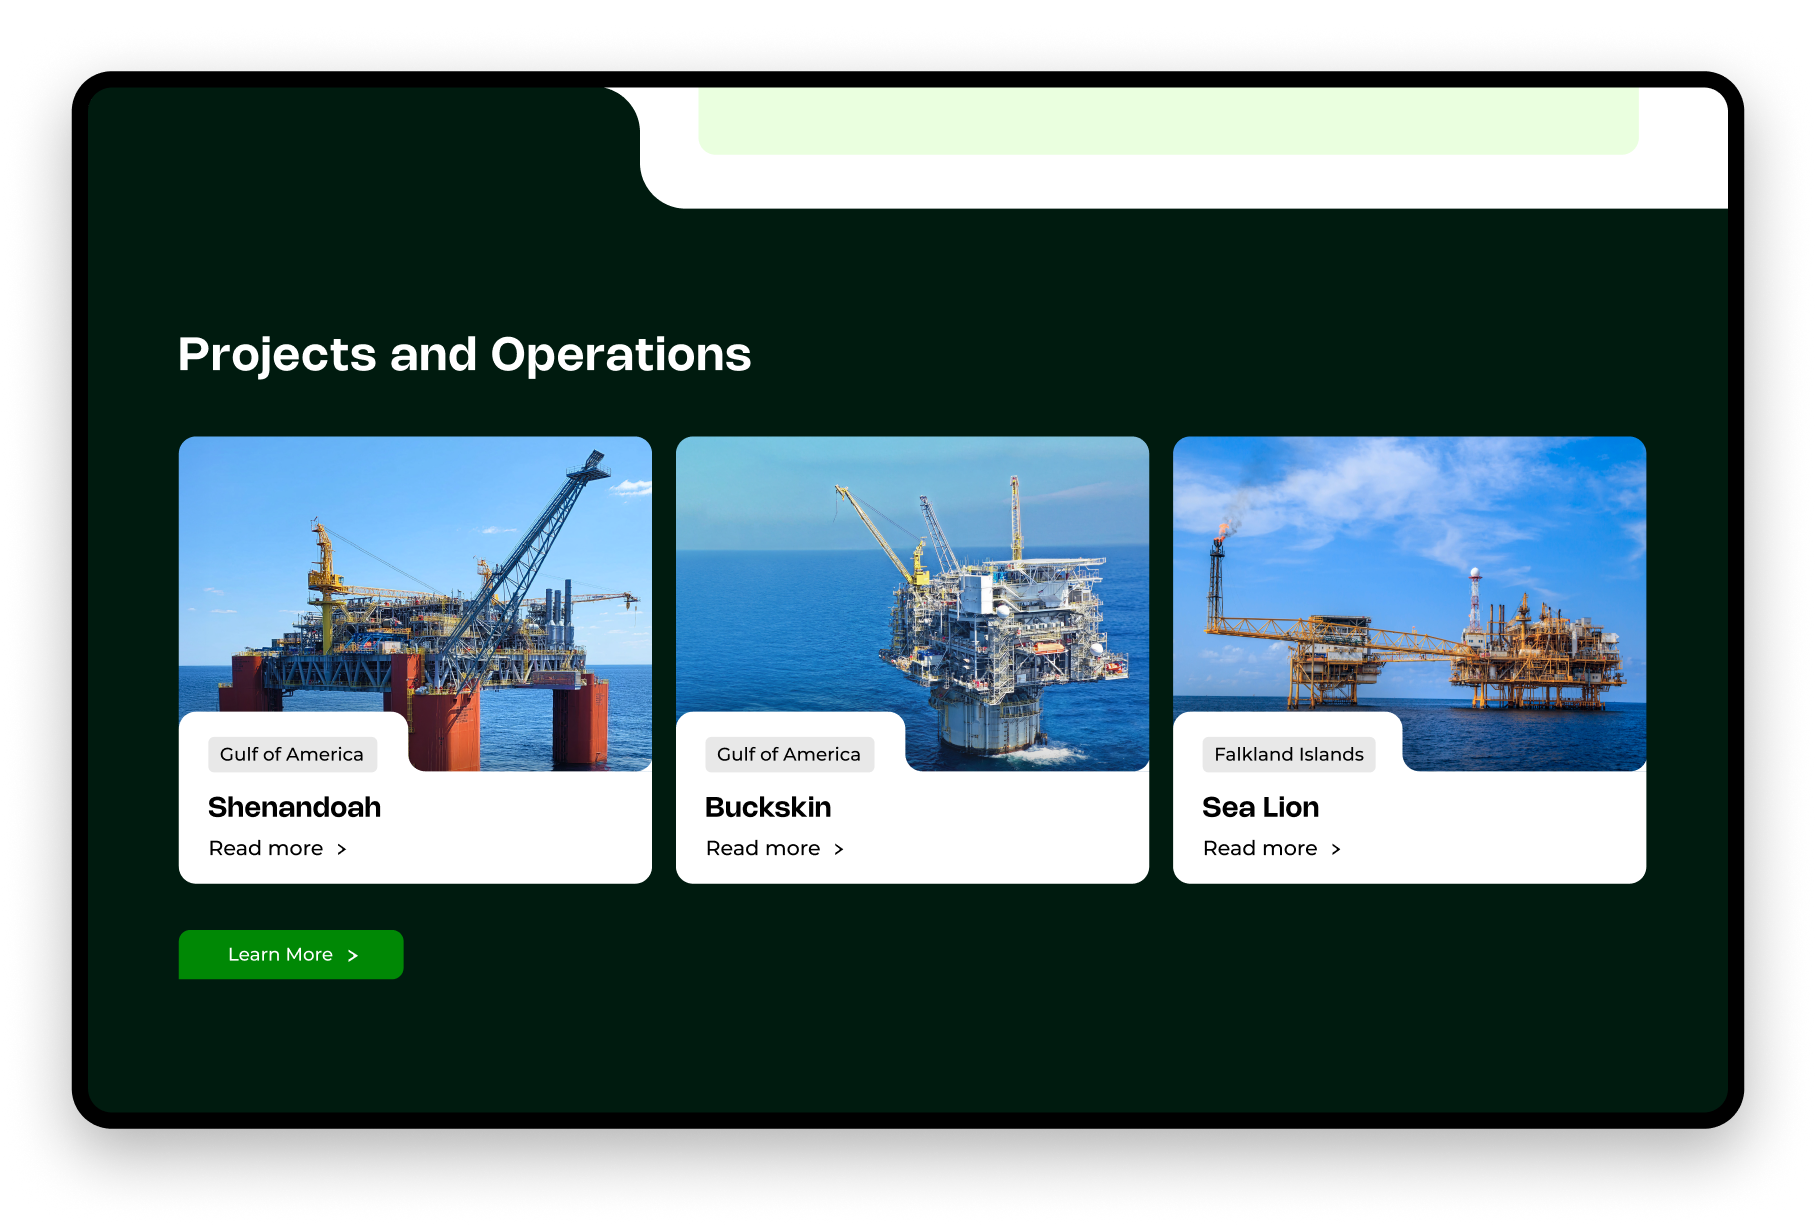 Projects and Operations
Gulf of America
Shenandoah
Read more >
Gulf of America
Buckskin
Read more >
Falkland Islands
Sea Lion
Read more >
Learn More >